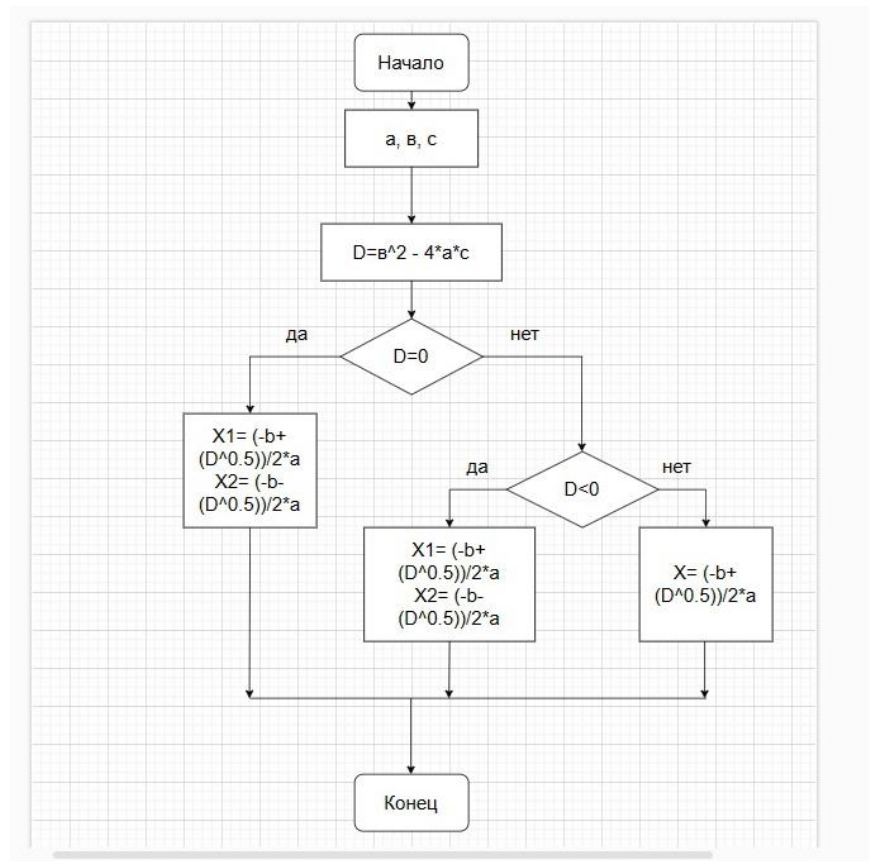 Начало
а, в, с
D=в^2 - 4*а*с
да
нет
D=0
X1= (-b+
(D^0.5))/2*a
X2= (-b-
(D^0.5))/2*a
да
нет
D<0
X1= (-b+
(D^0.5))/2*a
X2= (-b-
(D^0.5))/2*a
X= (-b+
(D^0.5))/2*a
Конец